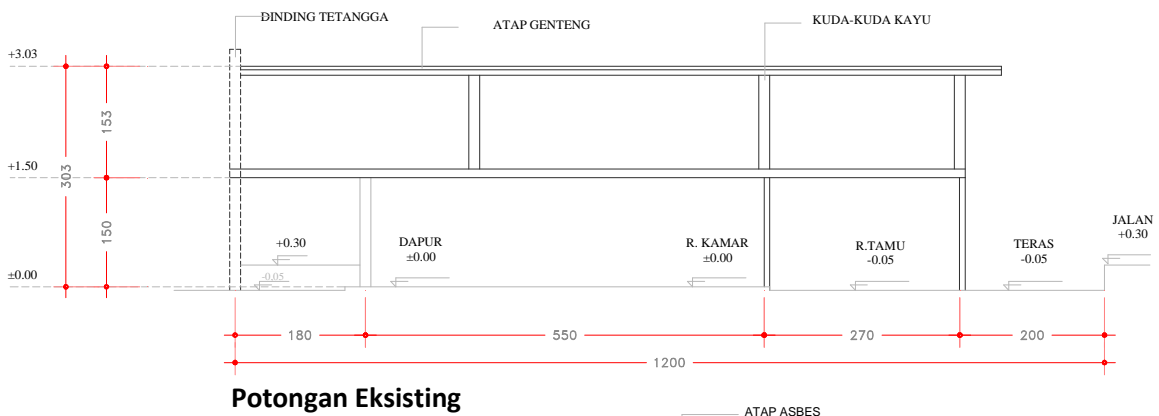 DINDING TETANGGA
ATAP GENTENG
KUDA-KUDA KAYU
+3.03
153
303
+1.50
150
±0.00
+0.30
-0.05
DAPUR
±0.00
R. KAMAR
±0.00
R.TAMU
-0.05
TERAS
-0.05
JALAN
+0.30
180
550
270
200
1200
Potongan Eksisting
ATAP ASBES